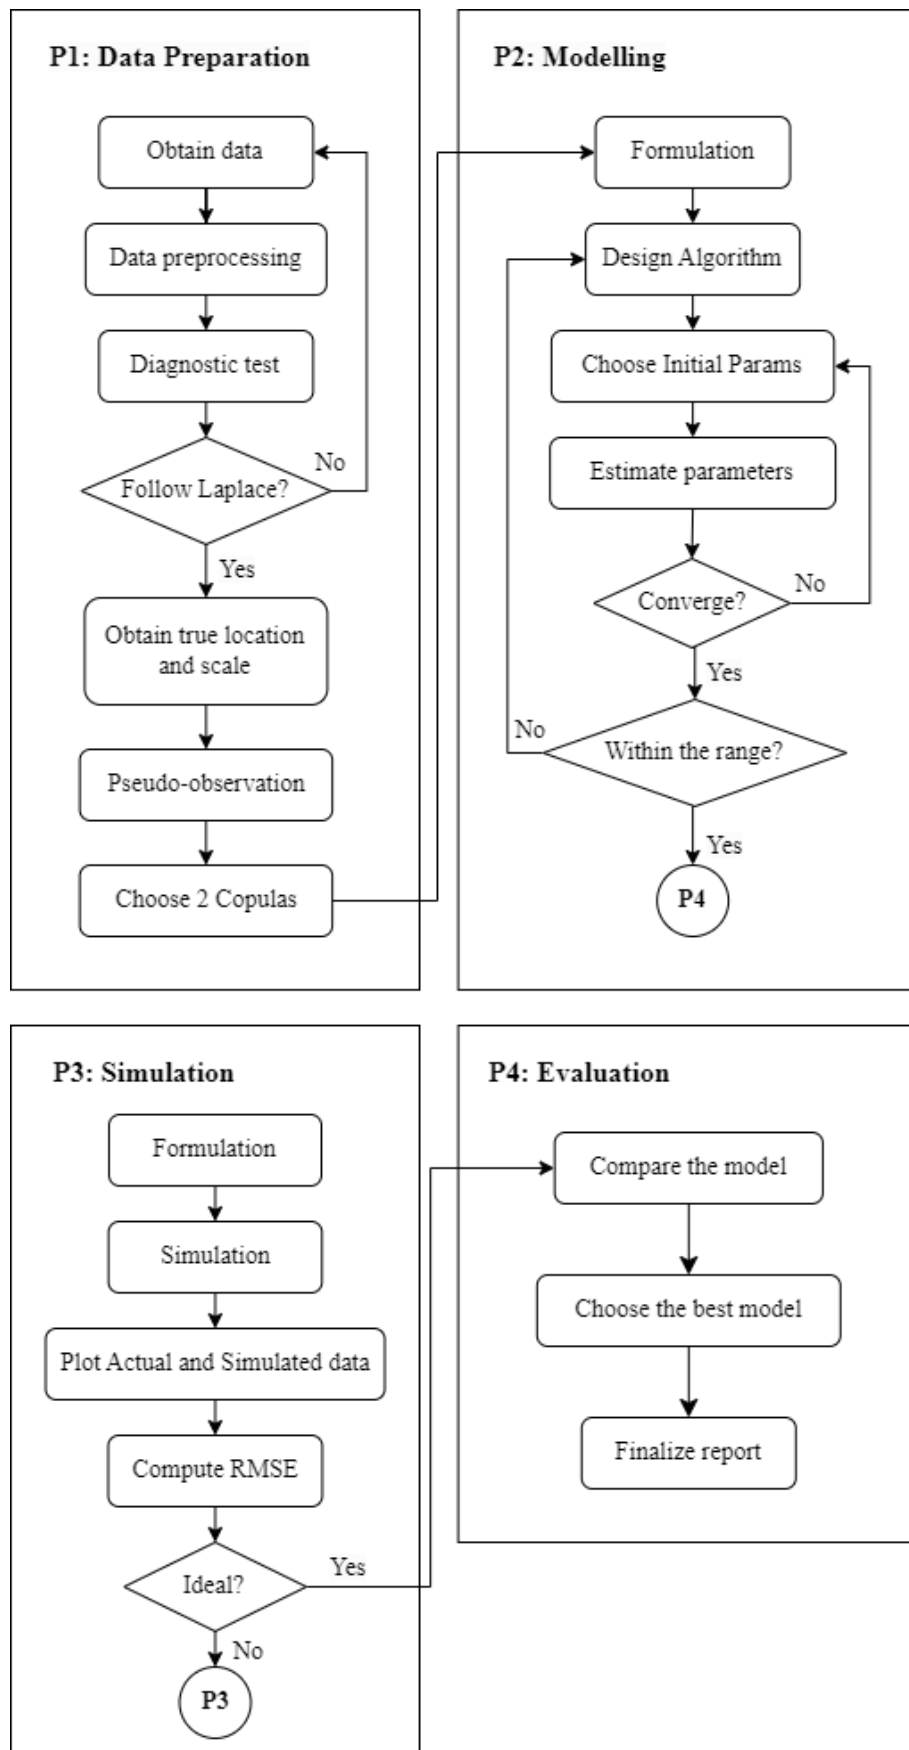 P1: Data Preparation
Obtain data
Data preprocessing
Diagnostic test
No
Follow Laplace?
Yes
Obtain true location
and scale
Pseudo-observation
Choose 2 Copulas
P2: Modelling
Formulation
Design Algorithm
Choose Initial Params
Estimate parameters
No
Converge?
Yes
No
Within the range?
Yes
P4
P3: Simulation
Formulation
Simulation
Plot Actual and Simulated data
Compute RMSE
Yes
Ideal?
No
P3
P4: Evaluation
Compare the model
Choose the best model
Finalize report